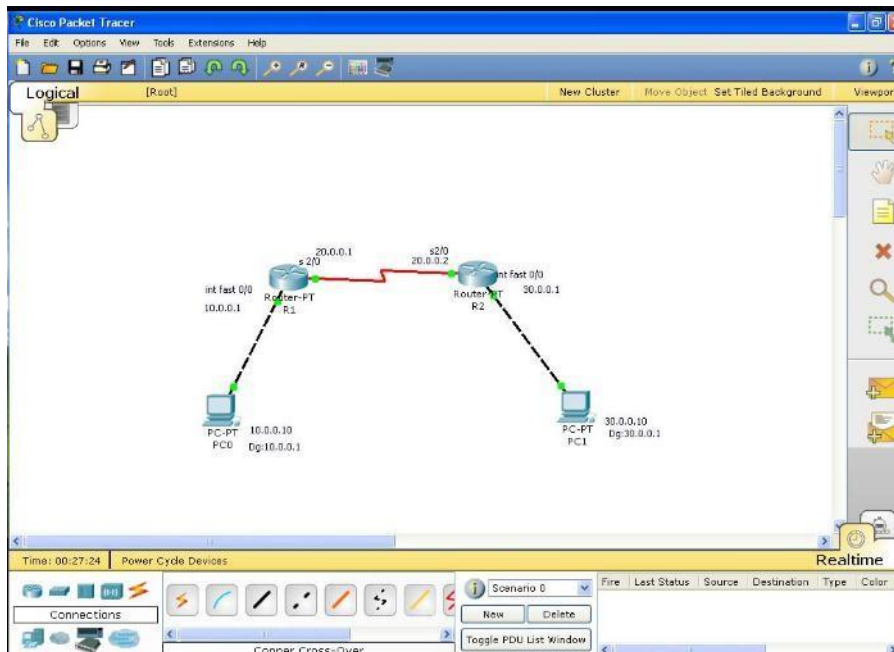 Cisco Packet Tracer
File Edit Options View Tools Extensions Help
Logical [Root] New Cluster Move Object Set Tiled Background Viewpor
20.0.0.1
s 2/0
s2/0
20.0.0.2
int fast 0/0
10.0.0.1
Router-PT
R1
Router-PT
R2
int fast 0/0
30.0.0.1
PC-PT
PC0
10.0.0.10
Dg:10.0.0.1
PC-PT
PC1
30.0.0.10
Dg:30.0.0.1
Time: 00:27:24 Power Cycle Devices Realtime
Connections
Copper Cross-Over
Scenario 0
New Delete
Toggle PDU List Window
Fire Last Status Source Destination Type Color